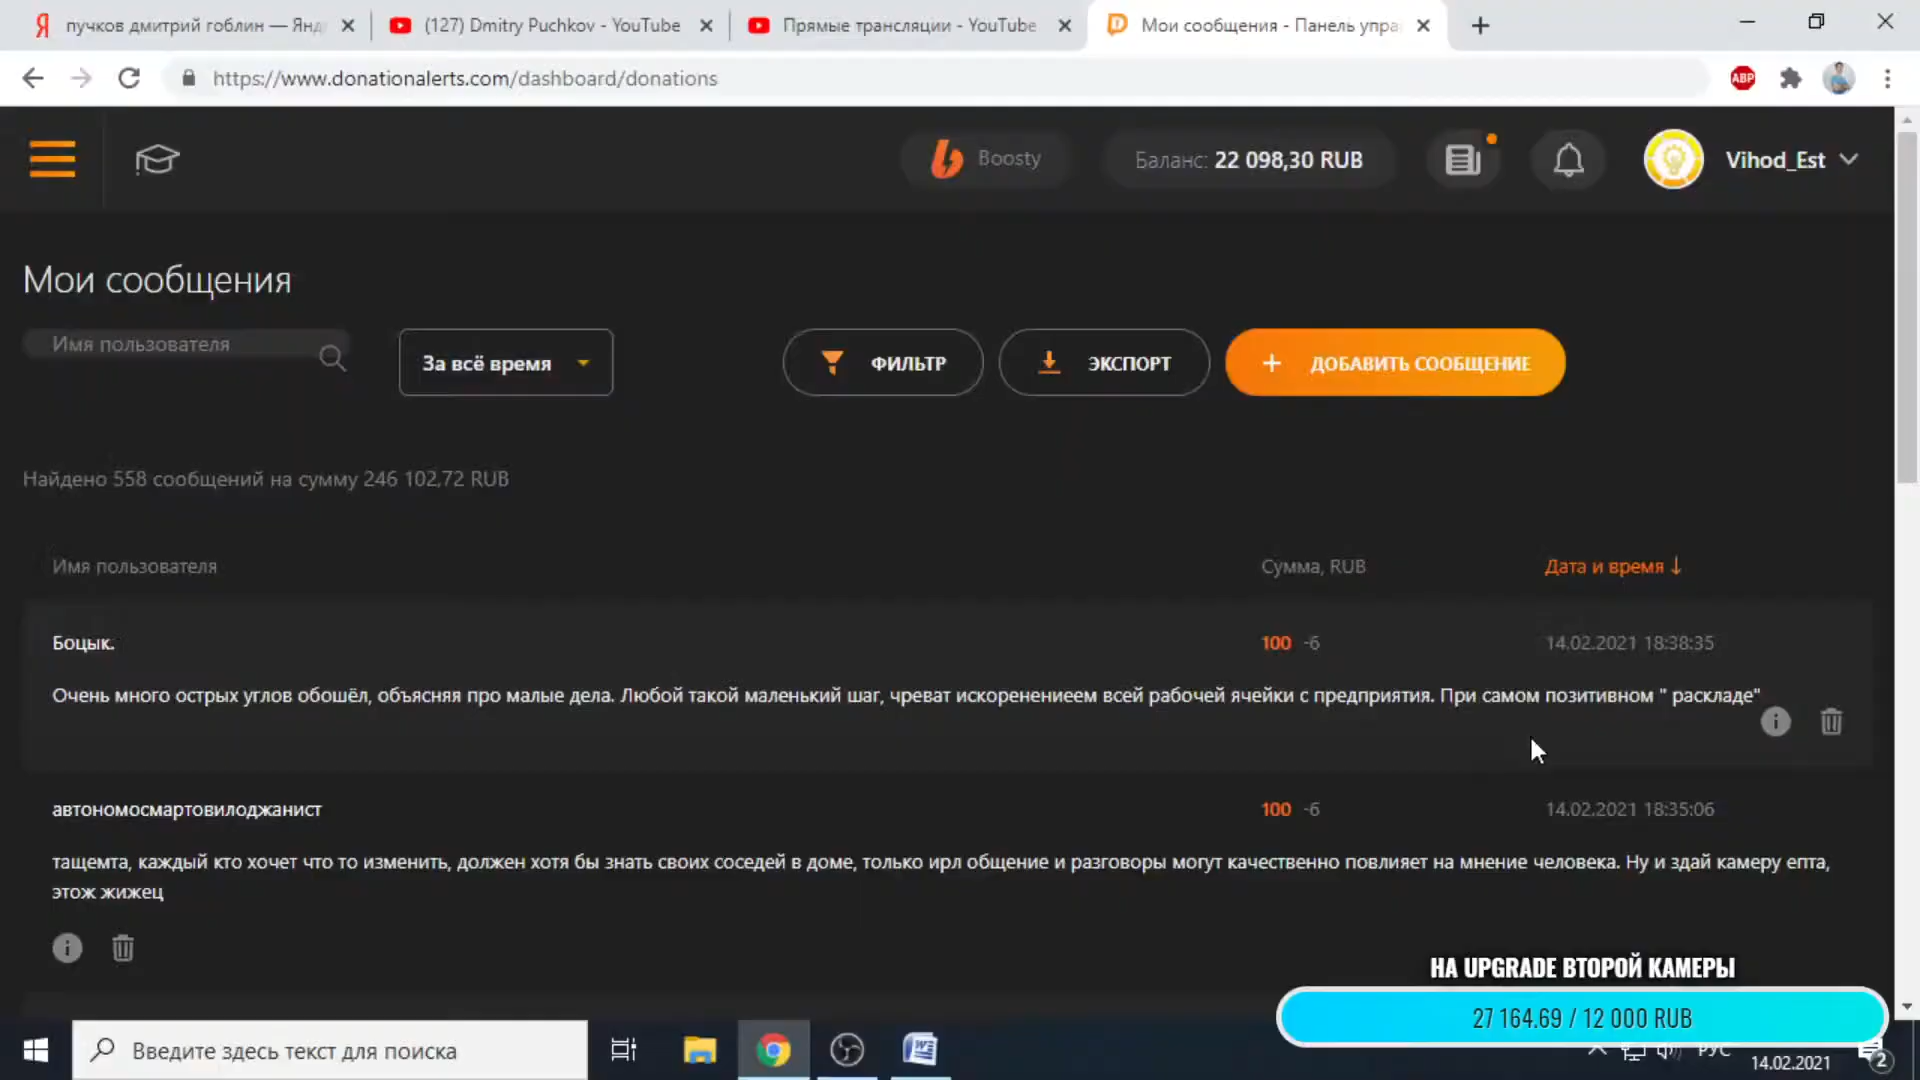 пучков дмитрий гоблин — Янд
(127) Dmitry Puchkov - YouTube
Прямые трансляции - YouTube
Мои сообщения - Панель упра
https://www.donationalerts.com/dashboard/donations
ABP
Boosty
Баланс: 22 098,30 RUB
Vihod_Est
Мои сообщения
Имя пользователя
За всё время
ФИЛЬТР
ЭКСПОРТ
+ ДОБАВИТЬ СООБЩЕНИЕ
Найдено 558 сообщений на сумму 246 102,72 RUB
Имя пользователя
Сумма, RUB
Дата и время ↓
Боцык.
100 -6
14.02.2021 18:38:35
Очень много острых углов обошёл, объясняя про малые дела. Любой такой маленький шаг, чреват искоренениеем всей рабочей ячейки с предприятия. При самом позитивном " раскладе"
автономосмартовилоджанист
100 -6
14.02.2021 18:35:06
тащемта, каждый кто хочет что то изменить, должен хотя бы знать своих соседей в доме, только ирл общение и разговоры могут качественно повлияет на мнение человека. Ну и здай камеру епта,
этож жижец
НА UPGRADE ВТОРОЙ КАМЕРЫ
27 164.69 / 12 000 RUB
Введите здесь текст для поиска
РУС
14.02.2021
2